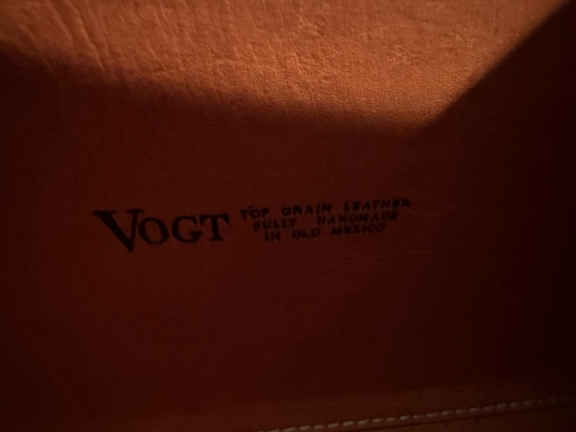 VOGT
TOP GRAIN LEATHER
FULLY HANDMADE
IN OLD MEXICO